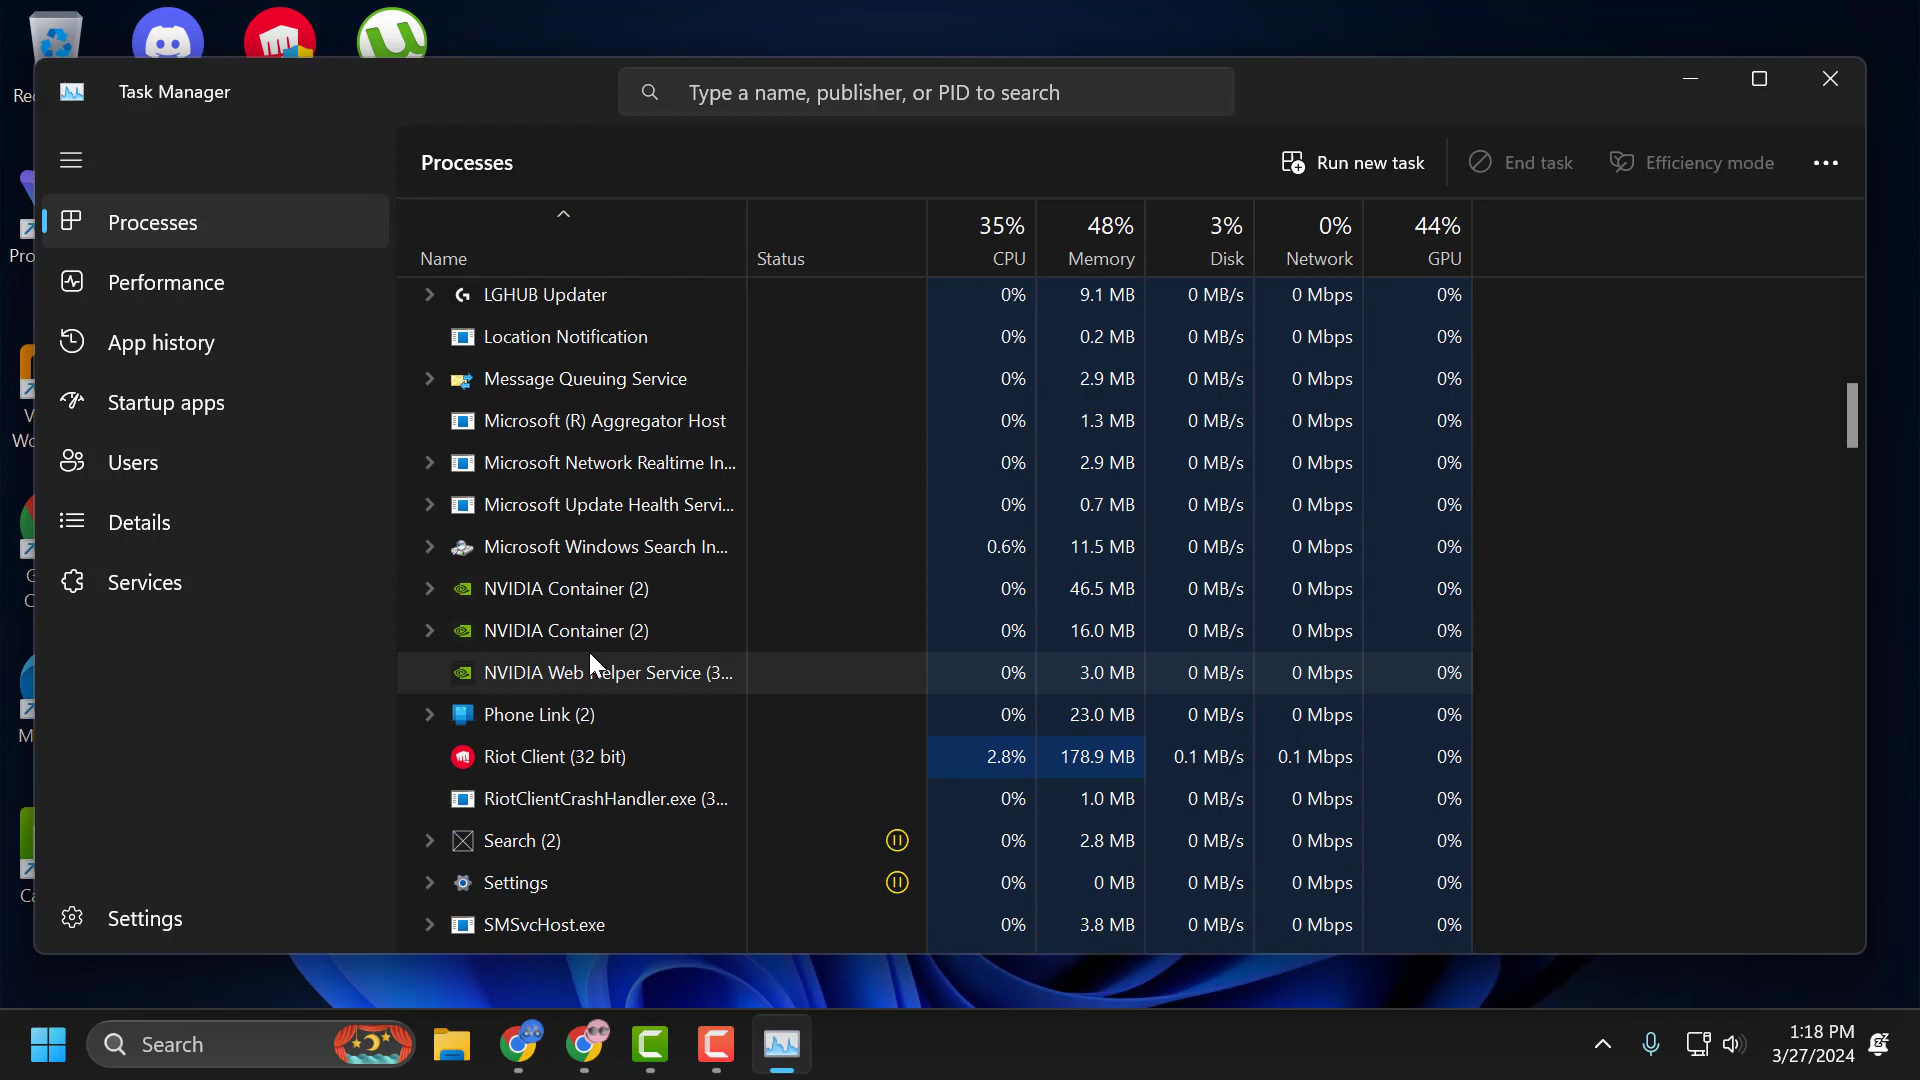 Task Manager
Type a name, publisher, or PID to search
Processes
Run new task
End task
Efficiency mode
Processes
Performance
App history
Startup apps
Users
Details
Services
Settings
35% 48% 3% 0% 44%
Name Status CPU Memory Disk Network GPU
LGHUB Updater 0% 9.1 MB 0 MB/s 0 Mbps 0%
Location Notification 0% 0.2 MB 0 MB/s 0 Mbps 0%
Message Queuing Service 0% 2.9 MB 0 MB/s 0 Mbps 0%
Microsoft (R) Aggregator Host 0% 1.3 MB 0 MB/s 0 Mbps 0%
Microsoft Network Realtime In... 0% 2.9 MB 0 MB/s 0 Mbps 0%
Microsoft Update Health Servi... 0% 0.7 MB 0 MB/s 0 Mbps 0%
Microsoft Windows Search In... 0.6% 11.5 MB 0 MB/s 0 Mbps 0%
NVIDIA Container (2) 0% 46.5 MB 0 MB/s 0 Mbps 0%
NVIDIA Container (2) 0% 16.0 MB 0 MB/s 0 Mbps 0%
NVIDIA Web Helper Service (3... 0% 3.0 MB 0 MB/s 0 Mbps 0%
Phone Link (2) 0% 23.0 MB 0 MB/s 0 Mbps 0%
Riot Client (32 bit) 2.8% 178.9 MB 0.1 MB/s 0.1 Mbps 0%
RiotClientCrashHandler.exe (3... 0% 1.0 MB 0 MB/s 0 Mbps 0%
Search (2) 0% 2.8 MB 0 MB/s 0 Mbps 0%
Settings 0% 0 MB 0 MB/s 0 Mbps 0%
SMSvcHost.exe 0% 3.8 MB 0 MB/s 0 Mbps 0%
Search
1:18 PM
3/27/2024